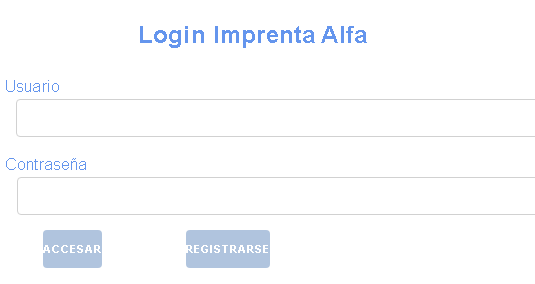 Login Imprenta Alfa
Usuario
Contraseña
ACCESAR REGISTRARSE